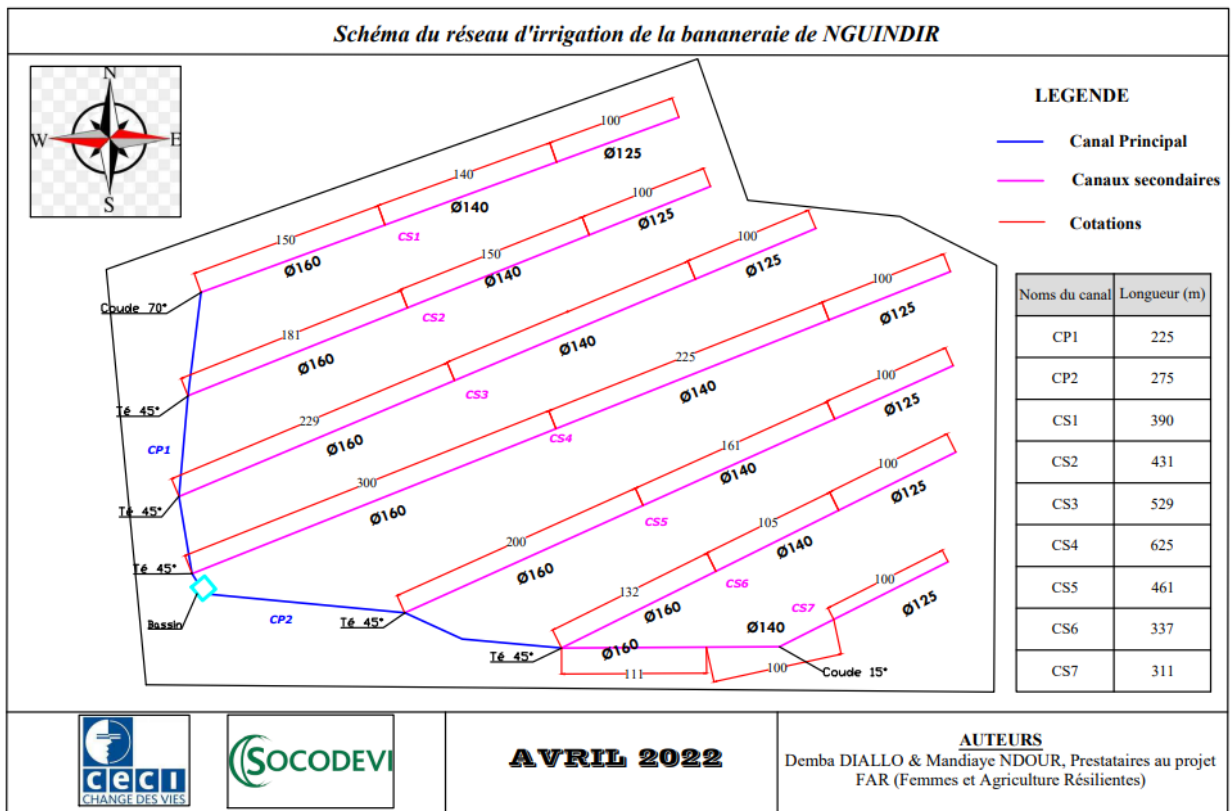 Schéma du réseau d'irrigation de la bananeraie de NGUINDIR
N
W
E
S
LEGENDE
Canal Principal
Canaux secondaires
Cotations
100
Ø125
140
Ø140
CS1
150
Ø160
Coude 70°
100
Ø125
150
Ø140
CS2
181
Ø160
Té 45°
100
Ø125
Ø140
CS3
229
Ø160
CP1
Té 45°
100
Ø125
225
Ø140
CS4
300
Ø160
Té 45°
Bassin
CP2
100
Ø125
161
Ø140
CS5
200
Ø160
Té 45°
100
Ø125
105
Ø140
CS6
132
Ø160
Té 45°
100
Ø125
CS7
Ø140
Ø160
111
100
Coude 15°
Noms du canal Longueur (m)
CP1 225
CP2 275
CS1 390
CS2 431
CS3 529
CS4 625
CS5 461
CS6 337
CS7 311
CECI
CHANGE DES VIES
SOCODEVI
AVRIL 2022
AUTEURS
Demba DIALLO & Mandiaye NDOUR, Prestataires au projet
FAR (Femmes et Agriculture Résilientes)